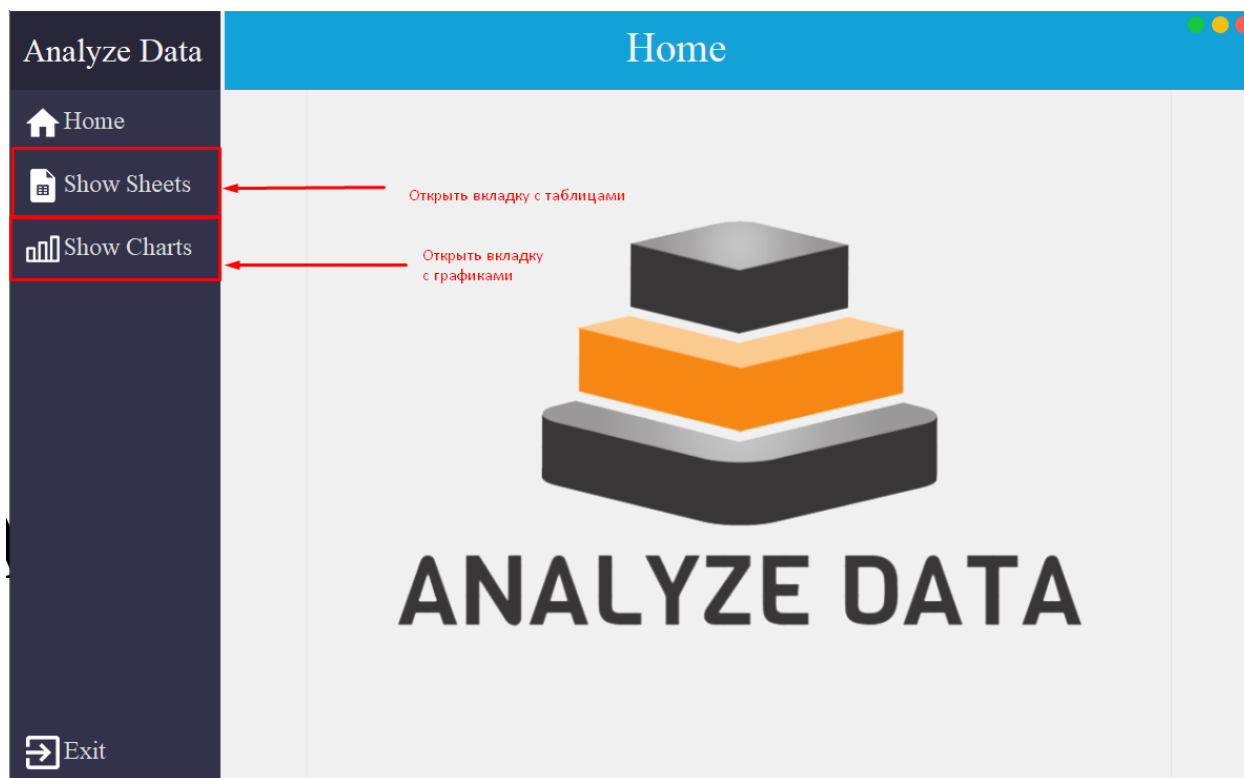 Analyze Data
Home
Home
Show Sheets
Открыть вкладку с таблицами
Show Charts
Открыть вкладку
с графиками
ANALYZE DATA
Exit